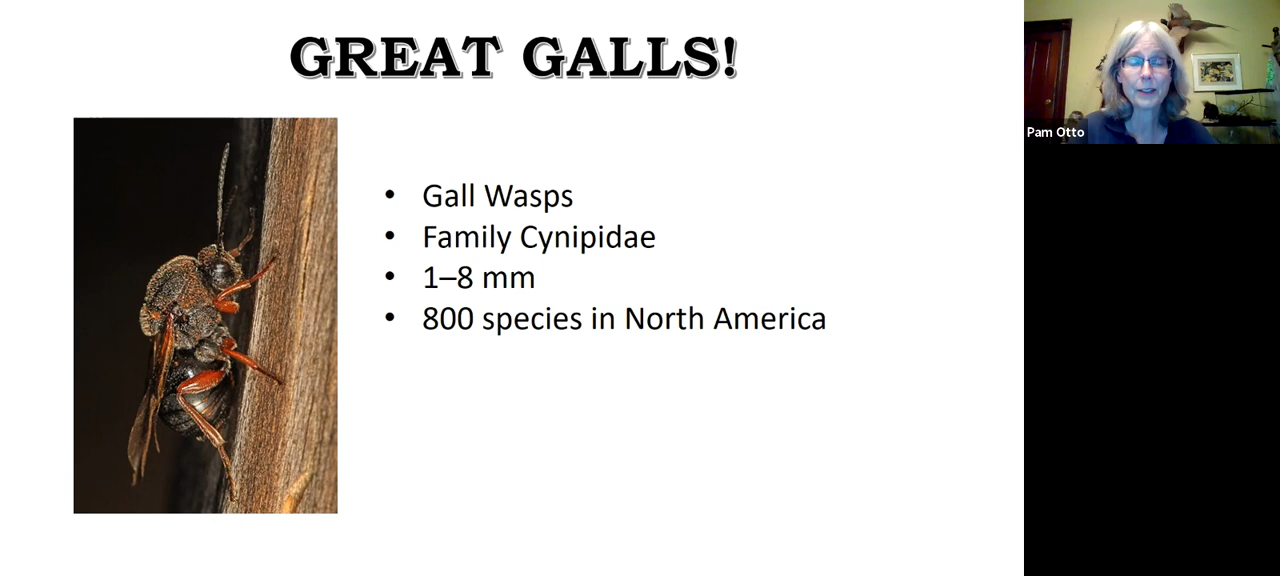 GREAT GALLS!
• Gall Wasps
• Family Cynipidae
• 1–8 mm
• 800 species in North America
Pam Otto